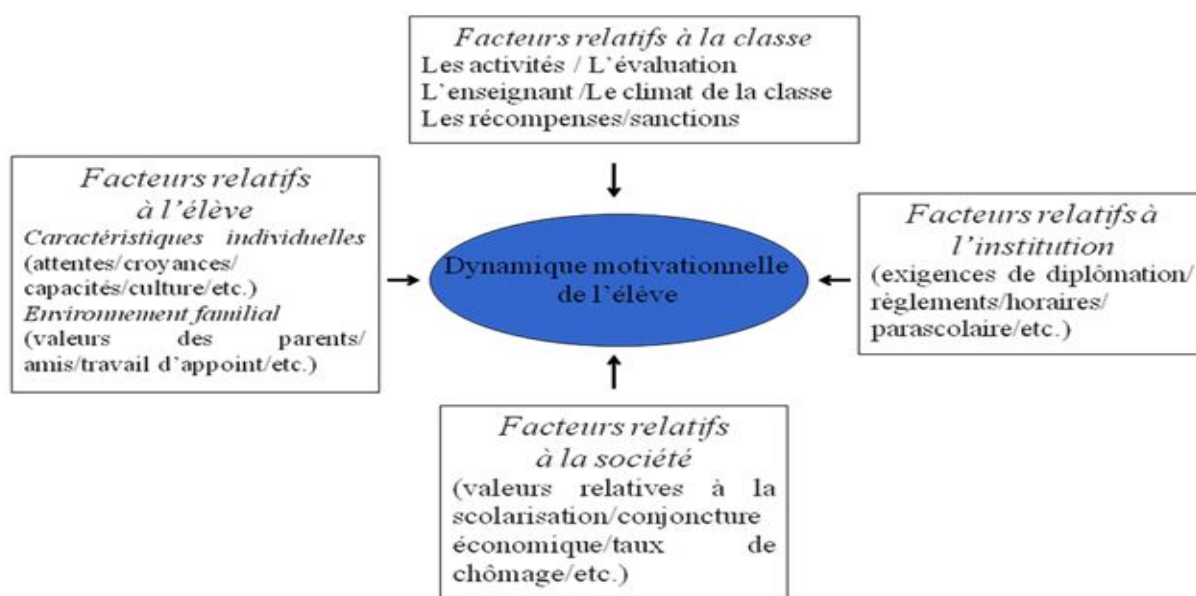 Facteurs relatifs à la classe
Les activités / L'évaluation
L'enseignant /Le climat de la classe
Les récompenses/sanctions
Facteurs relatifs
à l'élève
Caractéristiques individuelles
(attentes/croyances/
capacités/culture/etc.)
Environnement familial
(valeurs des parents/
amis/travail d'appoint/etc.)
Dynamique motivationnelle
de l'élève
Facteurs relatifs à
l'institution
(exigences de diplômation/
règlements/horaires/
parascolaire/etc.)
Facteurs relatifs
à la société
(valeurs relatives à la
scolarisation/conjoncture
économique/taux de
chômage/etc.)